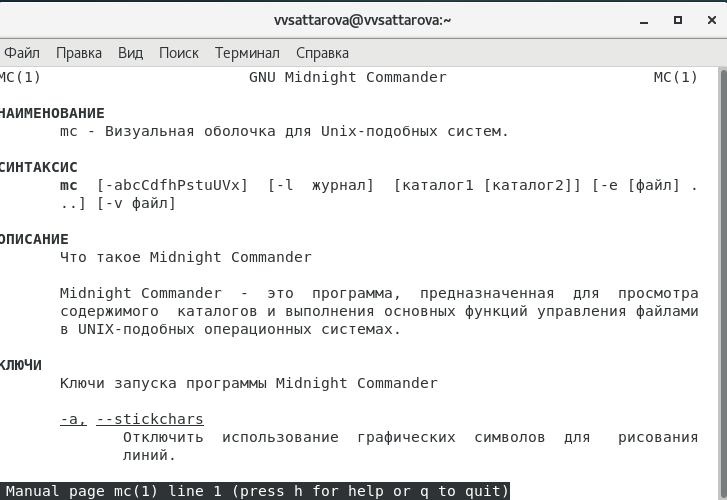 vvsattarova@vvsattarova:~
Файл Правка Вид Поиск Терминал Справка
MC(1) GNU Midnight Commander MC(1)
НАИМЕНОВАНИЕ
mc - Визуальная оболочка для Unix-подобных систем.
СИНТАКСИС
mc [-abcCdfhPstuUVx] [-l журнал] [каталог1 [каталог2]] [-e [файл] .
..] [-v файл]
ОПИСАНИЕ
Что такое Midnight Commander
Midnight Commander - это программа, предназначенная для просмотра
содержимого каталогов и выполнения основных функций управления файлами
в UNIX-подобных операционных системах.
КЛЮЧИ
Ключи запуска программы Midnight Commander
-a, --stickchars
Отключить использование графических символов для рисования
линий.
Manual page mc(1) line 1 (press h for help or q to quit)